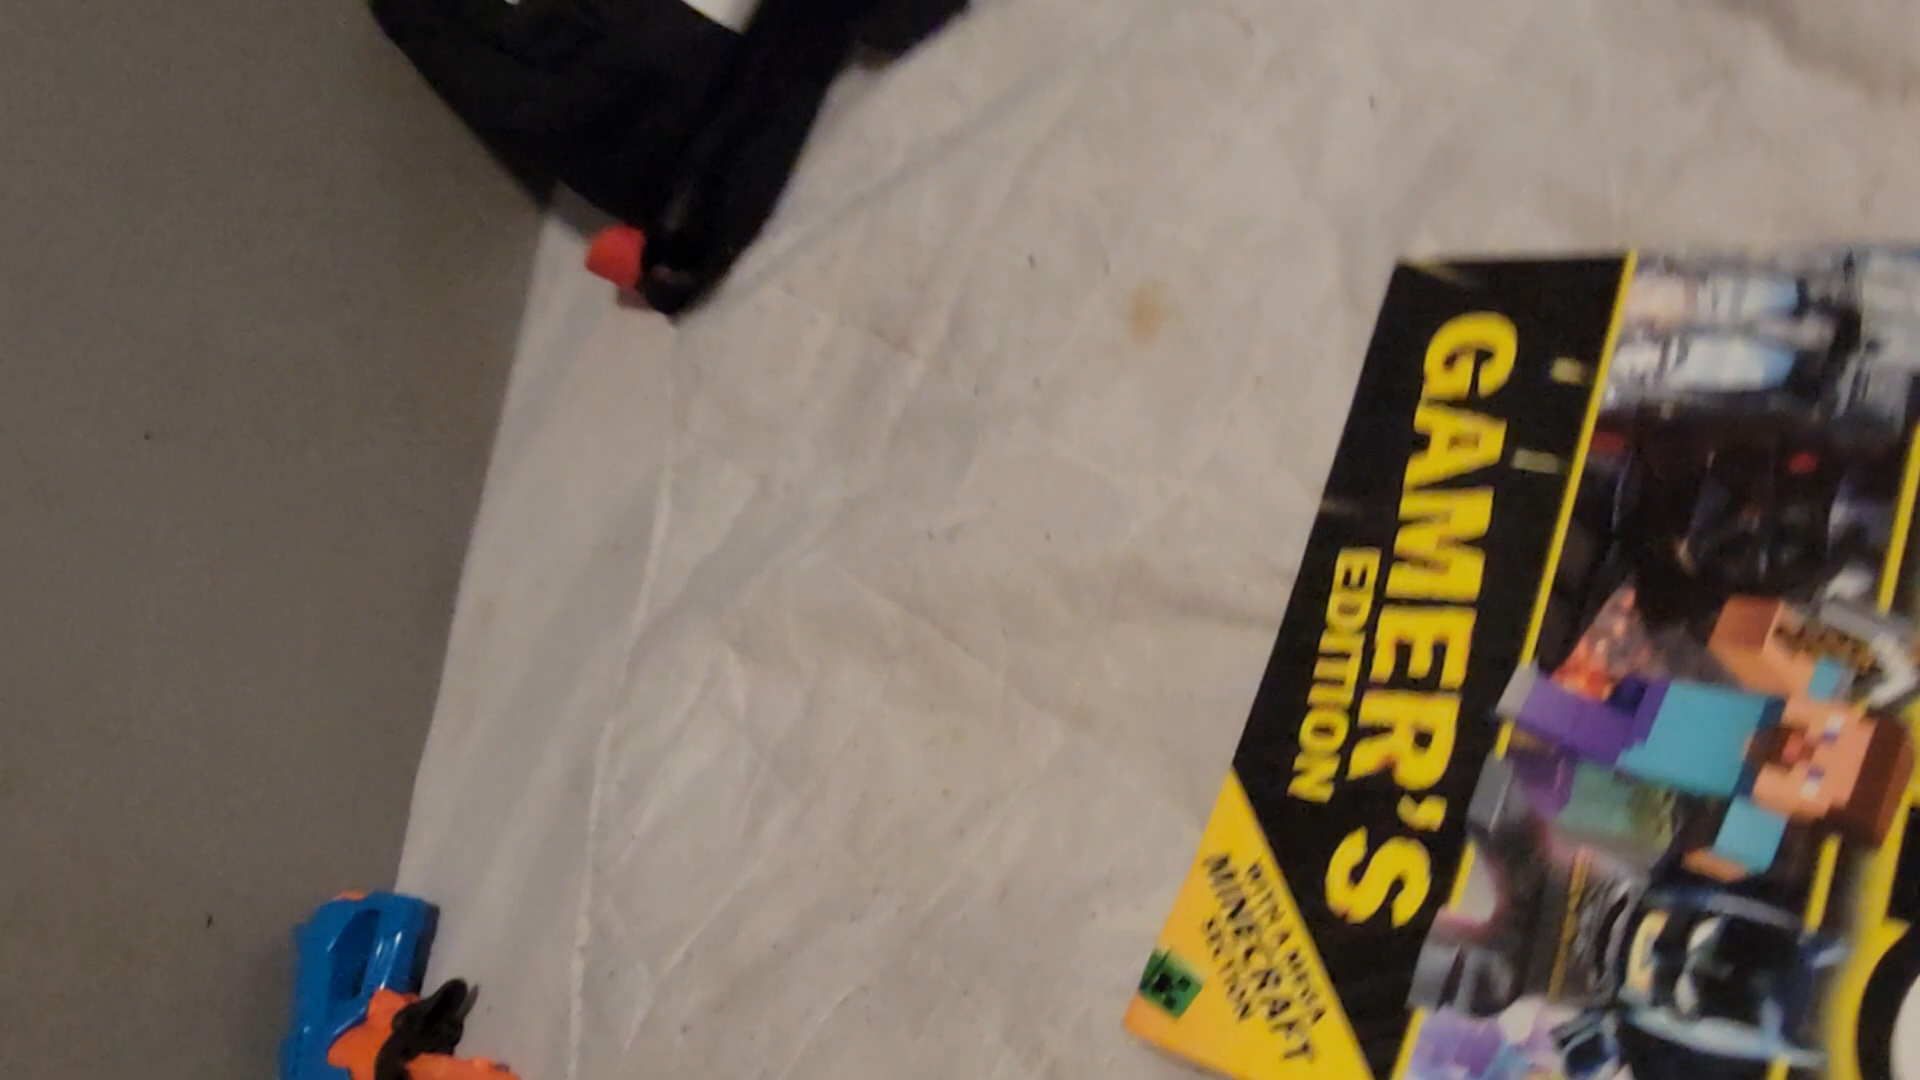 GAMER'S
EDITION
WITH A MEGA
MINECRAFT
SECTION